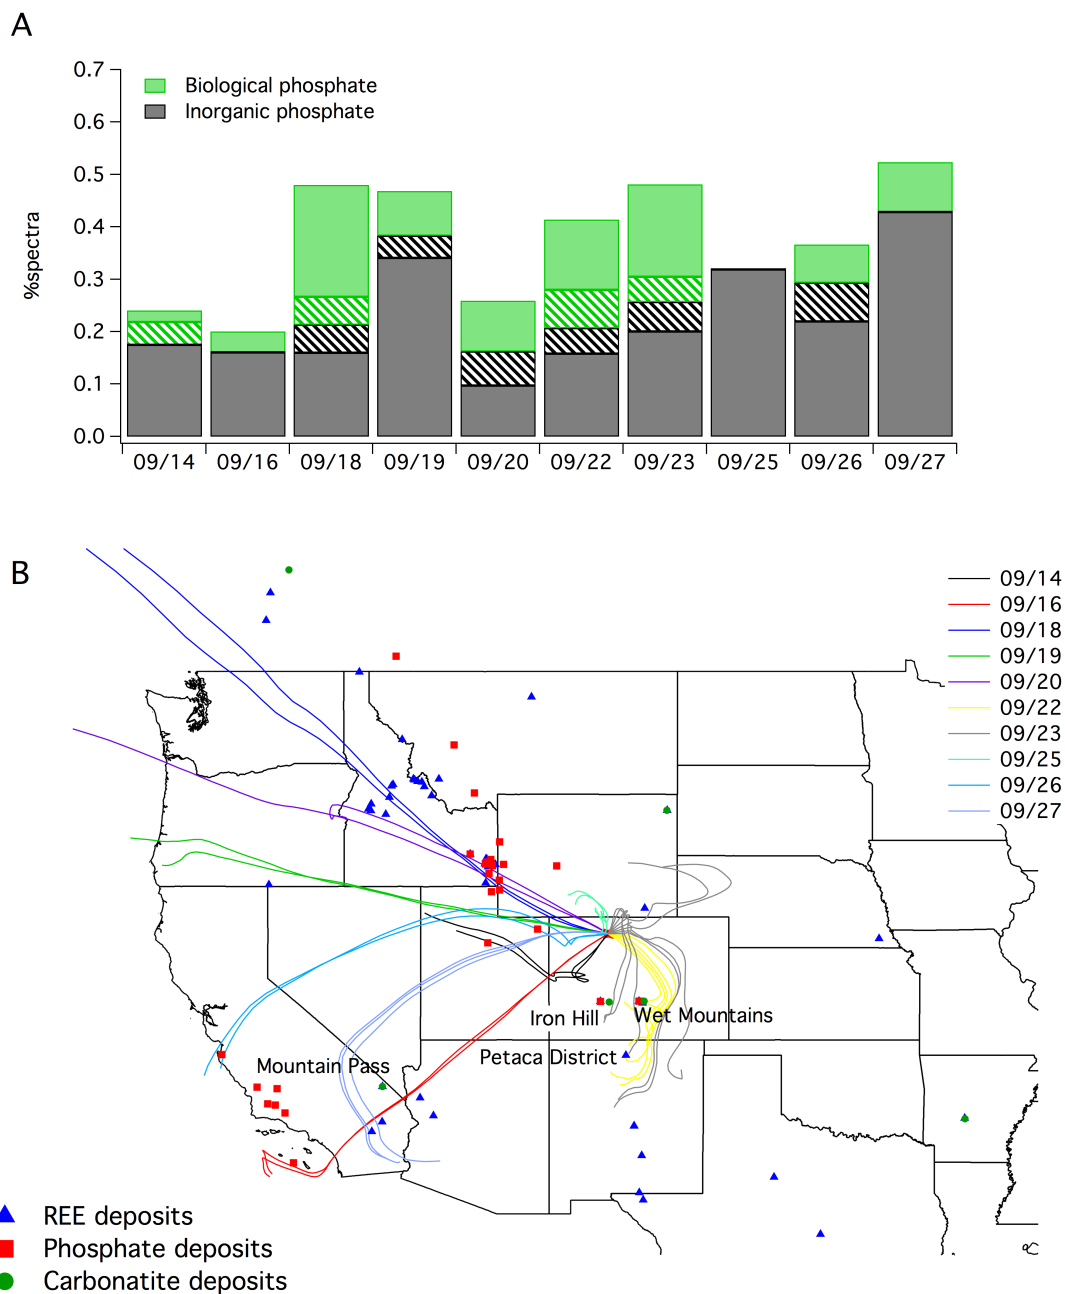 A
0.7
0.6
0.5
0.4
0.3
0.2
0.1
0.0
%spectra
Biological phosphate
Inorganic phosphate
09/14 09/16 09/18 09/19 09/20 09/22 09/23 09/25 09/26 09/27
B
09/14
09/16
09/18
09/19
09/20
09/22
09/23
09/25
09/26
09/27
Iron Hill
Wet Mountains
Petaca District
Mountain Pass
REE deposits
Phosphate deposits
Carbonatite deposits